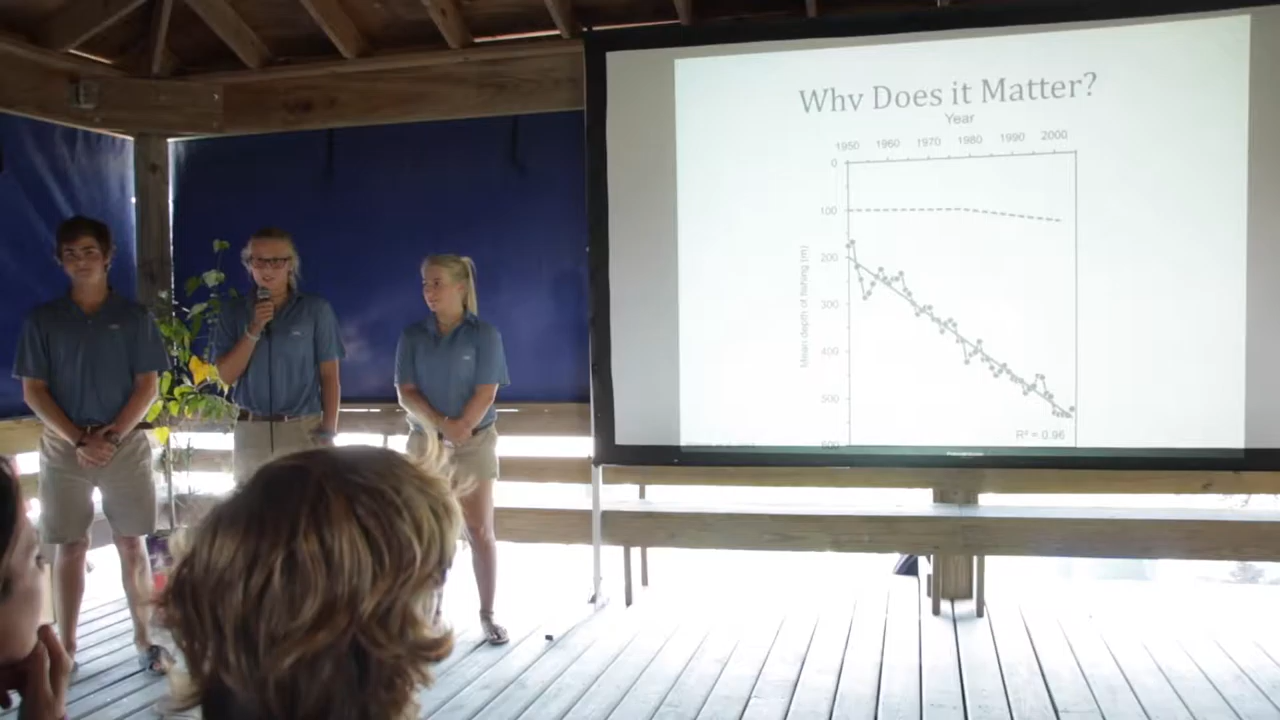 Why Does it Matter?
Year
1950 1960 1970 1980 1990 2000
0
100
200
300
400
500
600
Mean depth of fishing (m)
R² = 0.96